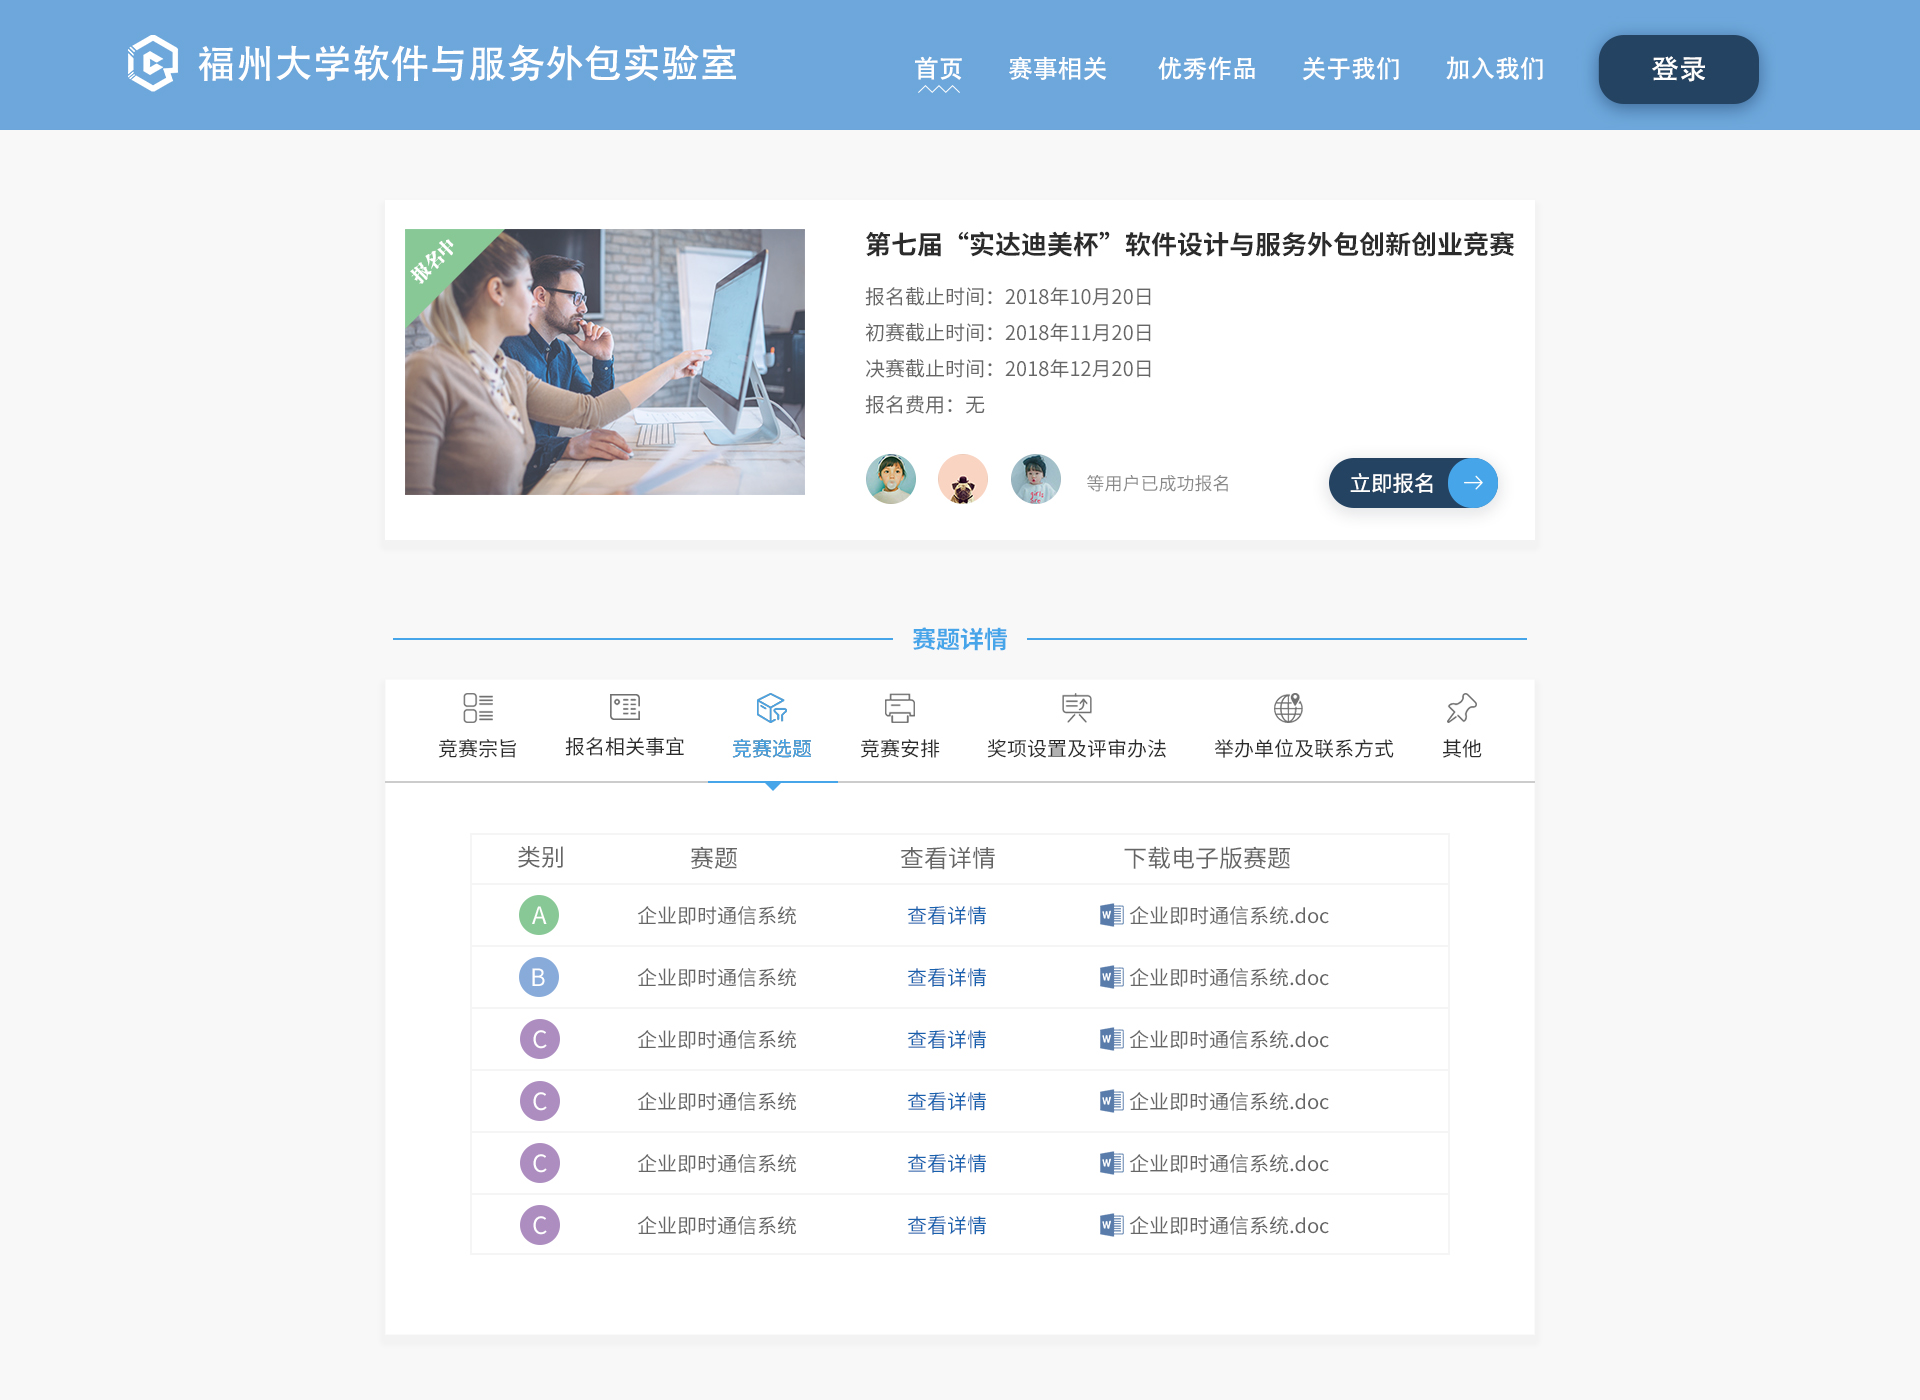 福州大学软件与服务外包实验室
首页 赛事相关 优秀作品 关于我们 加入我们 登录
报名中
第七届“实达迪美杯”软件设计与服务外包创新创业竞赛
报名截止时间：2018年10月20日
初赛截止时间：2018年11月20日
决赛截止时间：2018年12月20日
报名费用：无
等用户已成功报名 立即报名
赛题详情
竞赛宗旨 报名相关事宜 竞赛选题 竞赛安排 奖项设置及评审办法 举办单位及联系方式 其他
类别 赛题 查看详情 下载电子版赛题
A 企业即时通信系统 查看详情 W 企业即时通信系统.doc
B 企业即时通信系统 查看详情 W 企业即时通信系统.doc
C 企业即时通信系统 查看详情 W 企业即时通信系统.doc
C 企业即时通信系统 查看详情 W 企业即时通信系统.doc
C 企业即时通信系统 查看详情 W 企业即时通信系统.doc
C 企业即时通信系统 查看详情 W 企业即时通信系统.doc